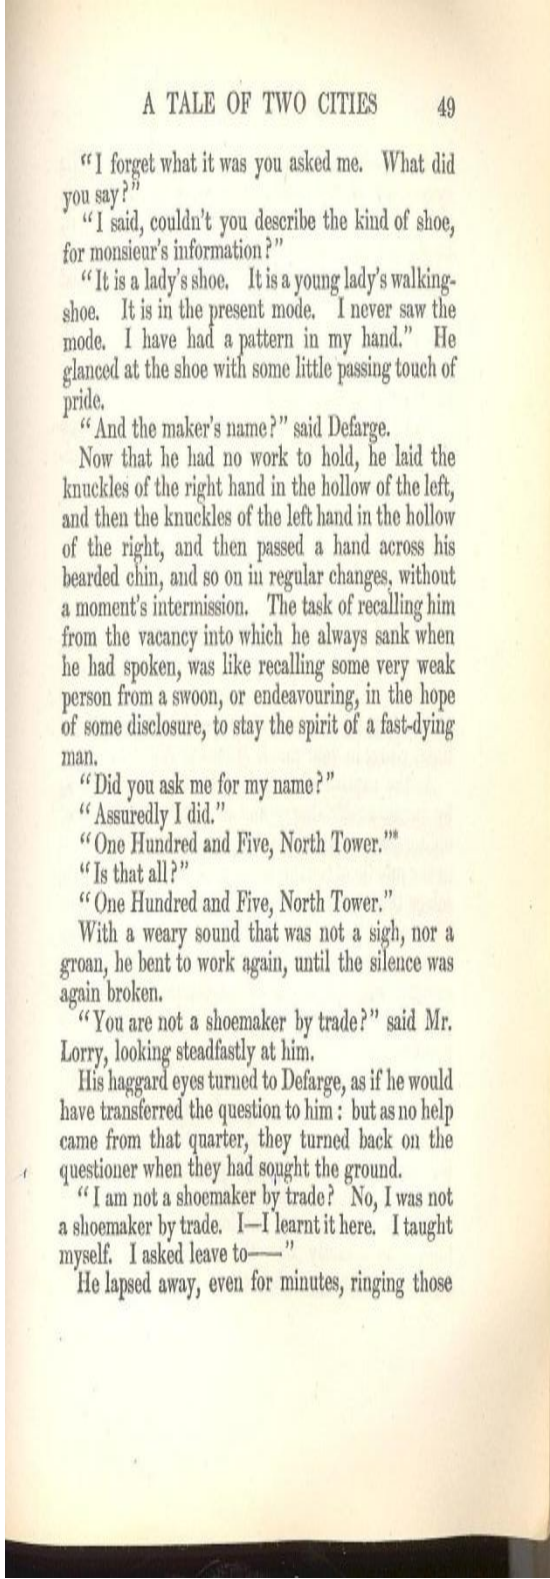 A TALE OF TWO CITIES 49
"I forget what it was you asked me. What did
you say?"
"I said, couldn't you describe the kind of shoe,
for monsieur's information?"
"It is a lady's shoe. It is a young lady's walking-
shoe. It is in the present mode. I never saw the
mode. I have had a pattern in my hand." He
glanced at the shoe with some little passing touch of
pride.
"And the maker's name?" said Defarge.
Now that he had no work to hold, he laid the
knuckles of the right hand in the hollow of the left,
and then the knuckles of the left hand in the hollow
of the right, and then passed a hand across his
bearded chin, and so on in regular changes, without
a moment's intermission. The task of recalling him
from the vacancy into which he always sank when
he had spoken, was like recalling some very weak
person from a swoon, or endeavouring, in the hope
of some disclosure, to stay the spirit of a fast-dying
man.
"Did you ask me for my name?"
"Assuredly I did."
"One Hundred and Five, North Tower."*
"Is that all?"
"One Hundred and Five, North Tower."
With a weary sound that was not a sigh, nor a
groan, he bent to work again, until the silence was
again broken.
"You are not a shoemaker by trade?" said Mr.
Lorry, looking steadfastly at him.
His haggard eyes turned to Defarge, as if he would
have transferred the question to him: but as no help
came from that quarter, they turned back on the
questioner when they had sought the ground.
"I am not a shoemaker by trade? No, I was not
a shoemaker by trade. I—I learnt it here. I taught
myself. I asked leave to——"
He lapsed away, even for minutes, ringing those